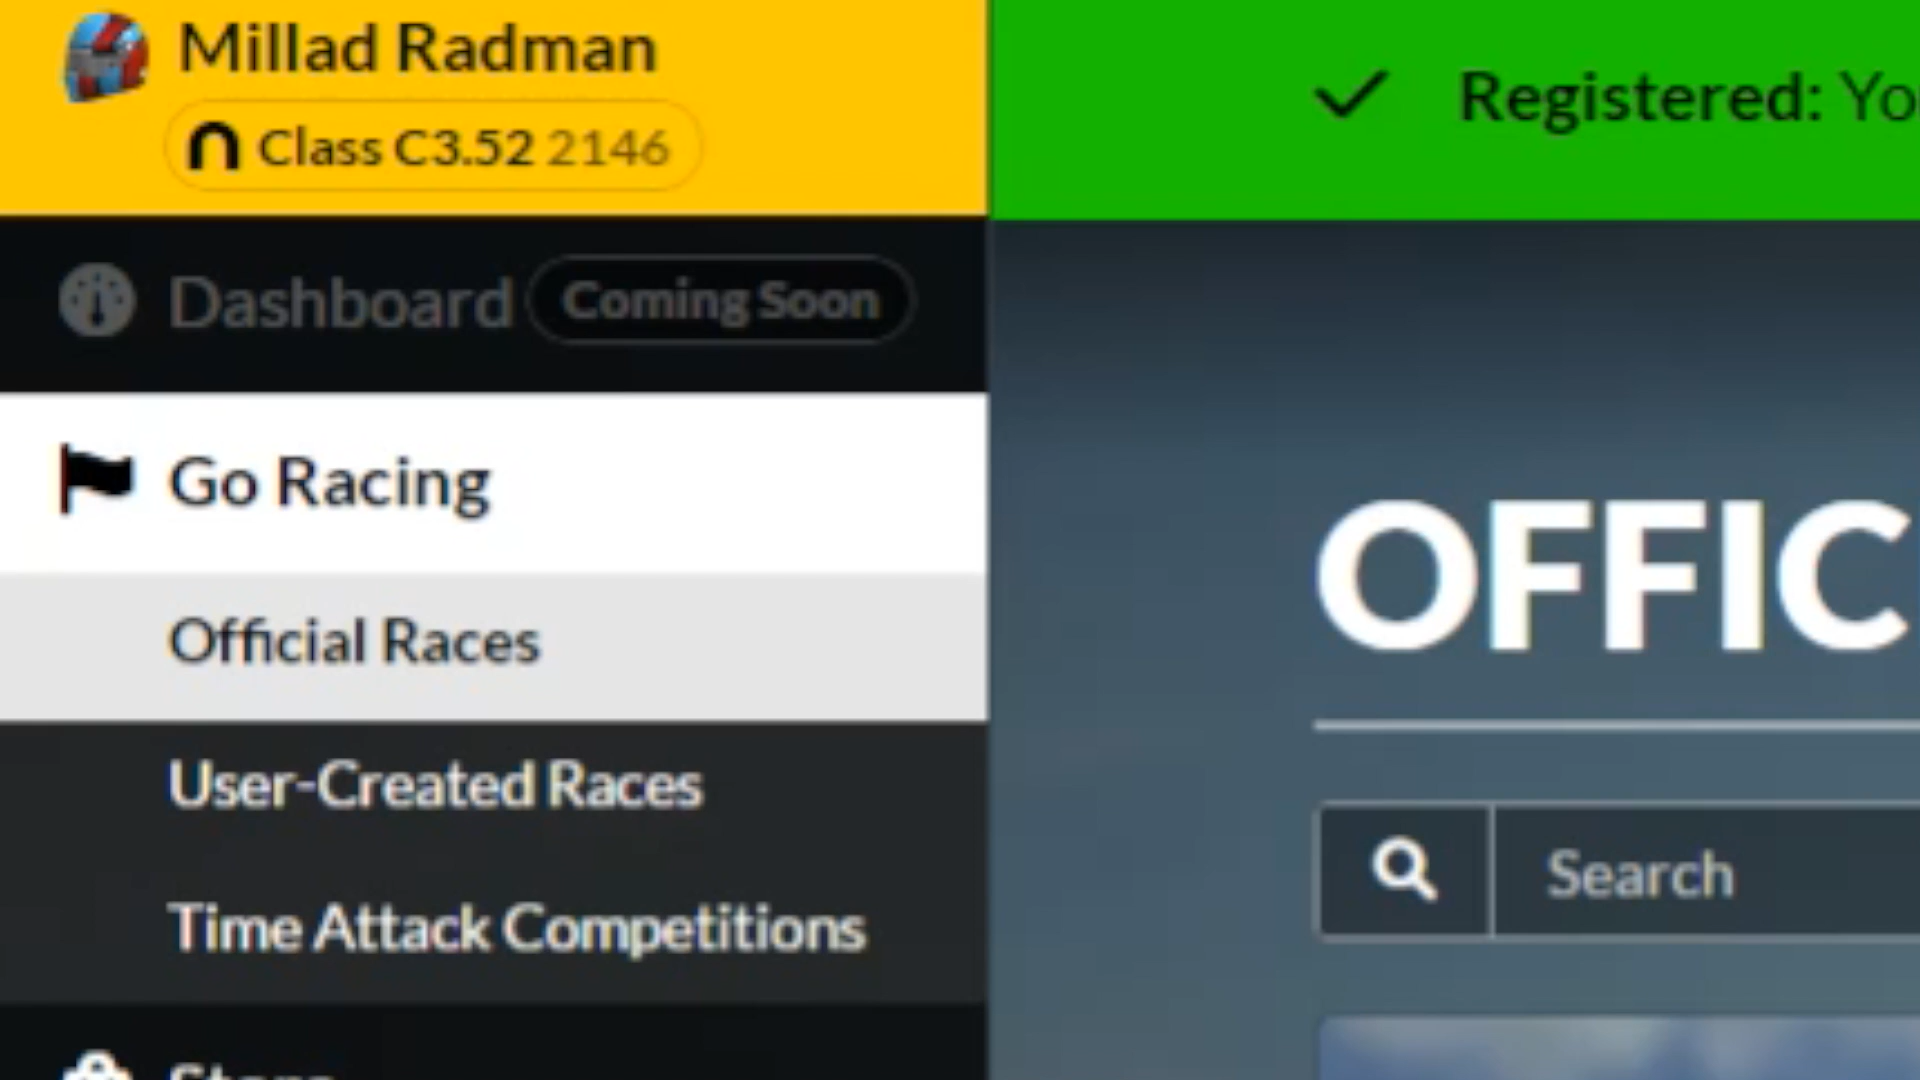 Millad Radman
Class C3.52 2146
Registered: Yo
Dashboard Coming Soon
Go Racing
OFFIC
Official Races
User-Created Races
Search
Time Attack Competitions
Store